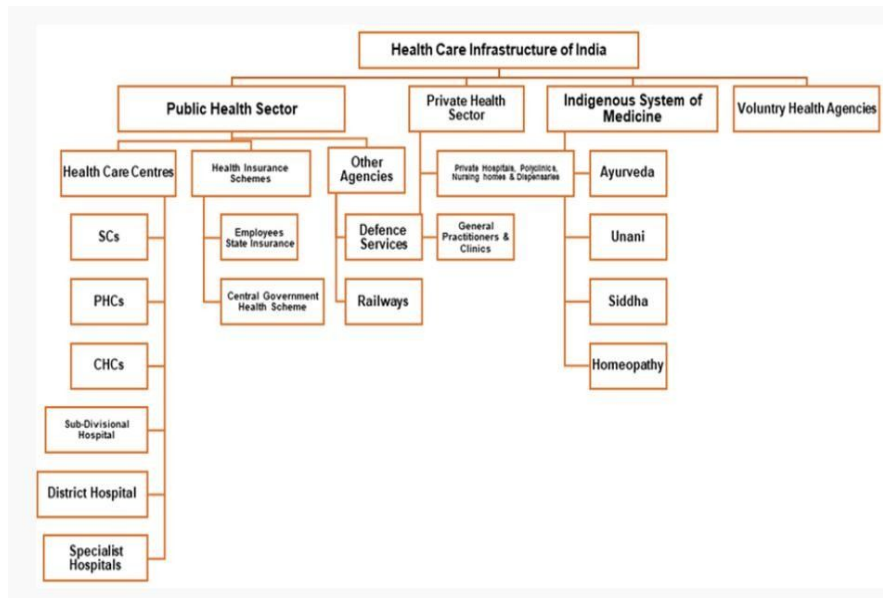 Health Care Infrastructure of India
Public Health Sector
Private Health
Sector
Indigenous System of
Medicine
Voluntry Health Agencies
Health Care Centres
Health Insurance
Schemes
Other
Agencies
Private Hospitals, Polyclinics,
Nursing homes & Dispensaries
Ayurveda
SCs
Employees
State Insurance
Defence
Services
General
Practitioners &
Clinics
Unani
PHCs
Central Government
Health Scheme
Railways
Siddha
CHCs
Homeopathy
Sub-Divisional
Hospital
District Hospital
Specialist
Hospitals